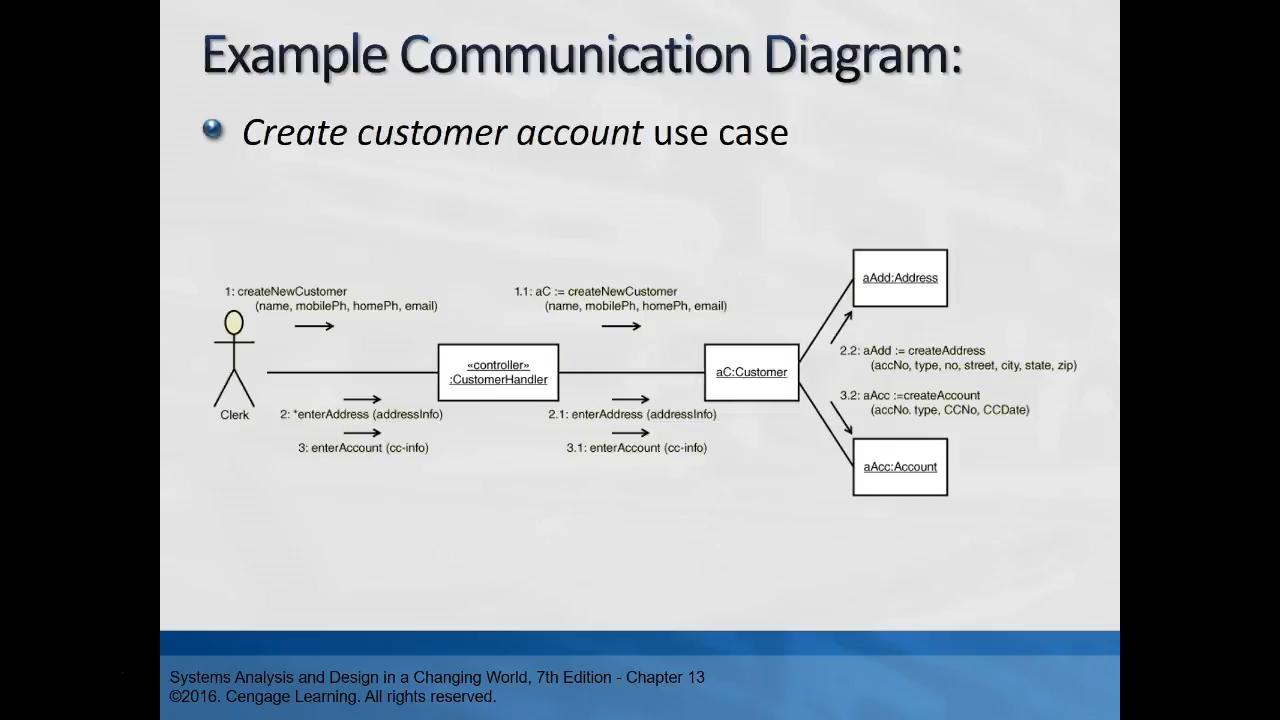 Example Communication Diagram:
Create customer account use case
1: createNewCustomer
(name, mobilePh, homePh, email)
1.1: aC := createNewCustomer
(name, mobilePh, homePh, email)
aAdd:Address
2.2: aAdd := createAddress
(accNo, type, no, street, city, state, zip)
«controller»
:CustomerHandler
aC:Customer
3.2: aAcc :=createAccount
(accNo. type, CCNo, CCDate)
Clerk
2: *enterAddress (addressInfo)
2.1: enterAddress (addressInfo)
3: enterAccount (cc-info)
3.1: enterAccount (cc-info)
aAcc:Account
Systems Analysis and Design in a Changing World, 7th Edition - Chapter 13
©2016. Cengage Learning. All rights reserved.